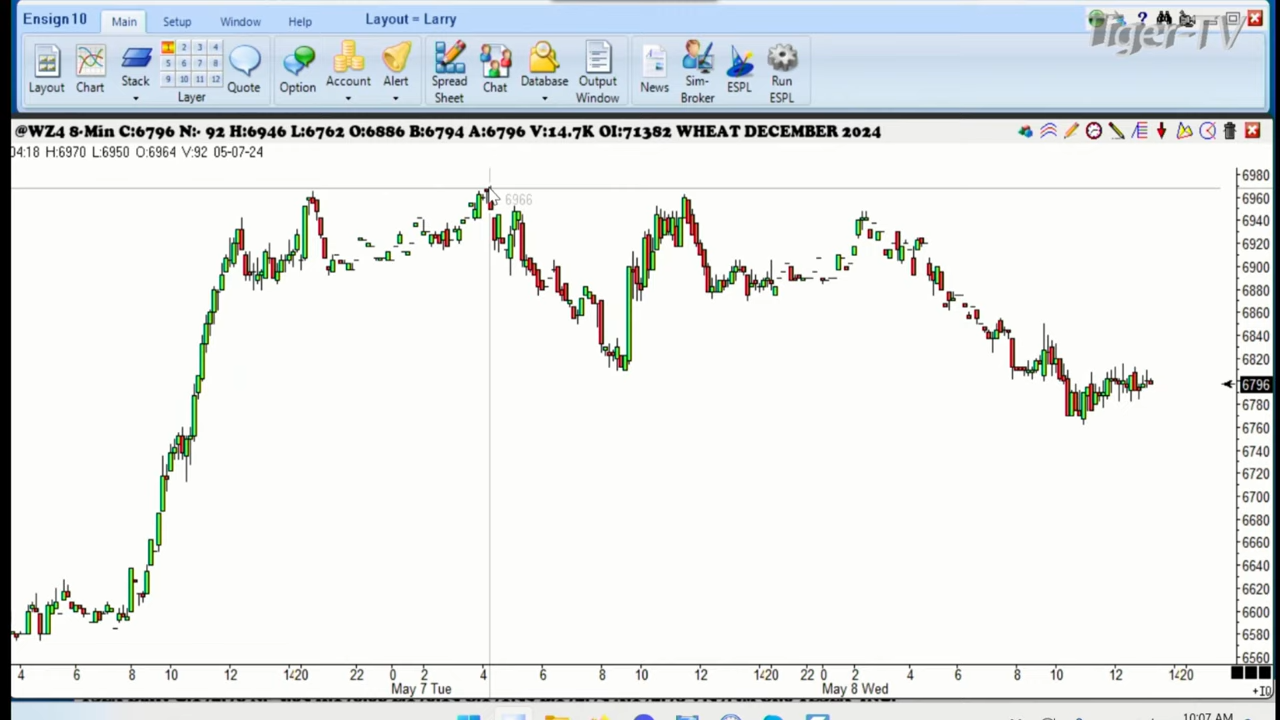 Ensign 10 Main Setup Window Help Layout = Larry
Tiger-TV
1 2 3 4
5 6 7 8
9 10 11 12
Layout Chart Stack Layer Quote Option Account Alert Spread Sheet Chat Database Output Window News Sim-Broker ESPL Run ESPL
@WZ4 8-Min C:6796 N:- 92 H:6946 L:6762 O:6886 B:6794 A:6796 V:14.7K OI:71382 WHEAT DECEMBER 2024
04:18 H:6970 L:6950 O:6964 V:92 05-07-24
6966
6980
6960
6940
6920
6900
6880
6860
6840
6820
6796
6780
6760
6740
6720
6700
6680
6660
6640
6620
6600
6580
6560
4 6 8 10 12 1420 22 0 2 4 6 8 10 12 1420 22 0 2 4 6 8 10 12 1420
May 7 Tue May 8 Wed
+10
10:07 AM